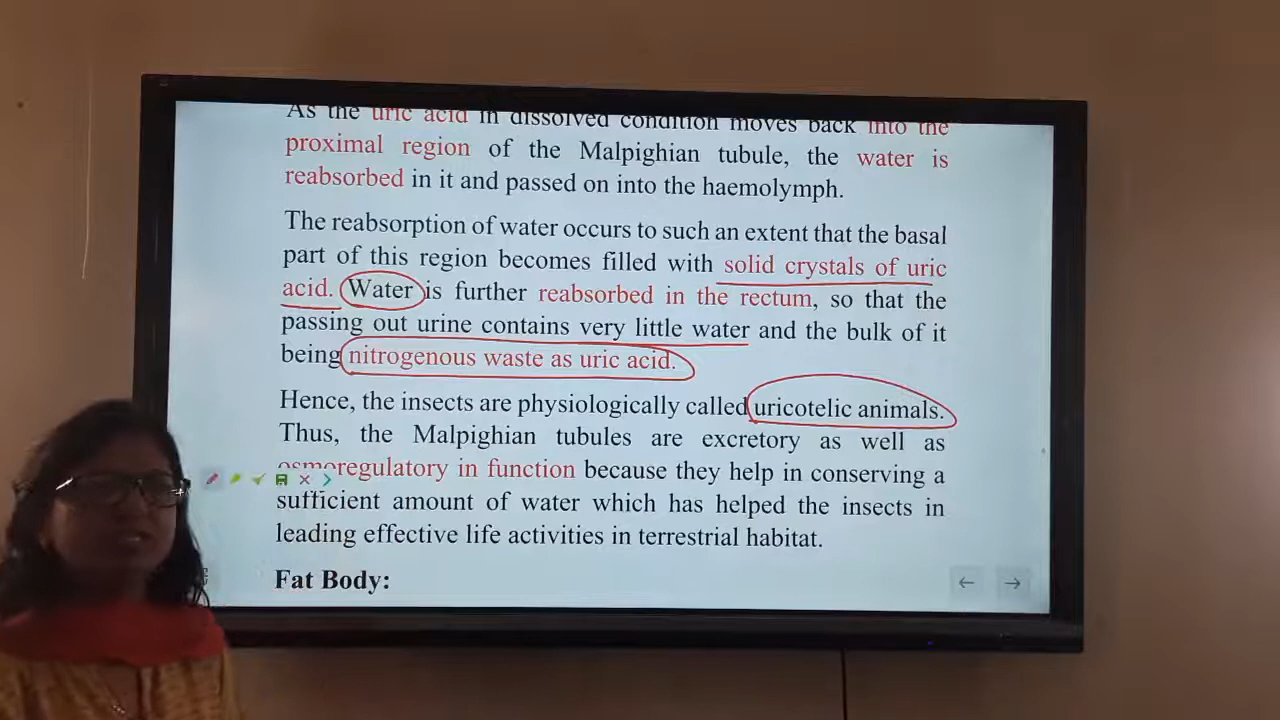 As the uric acid in dissolved condition moves back into the
proximal region of the Malpighian tubule, the water is
reabsorbed in it and passed on into the haemolymph.
The reabsorption of water occurs to such an extent that the basal
part of this region becomes filled with solid crystals of uric
acid. Water is further reabsorbed in the rectum, so that the
passing out urine contains very little water and the bulk of it
being nitrogenous waste as uric acid.
Hence, the insects are physiologically called uricotelic animals.
Thus, the Malpighian tubules are excretory as well as
osmoregulatory in function because they help in conserving a
sufficient amount of water which has helped the insects in
leading effective life activities in terrestrial habitat.
Fat Body: